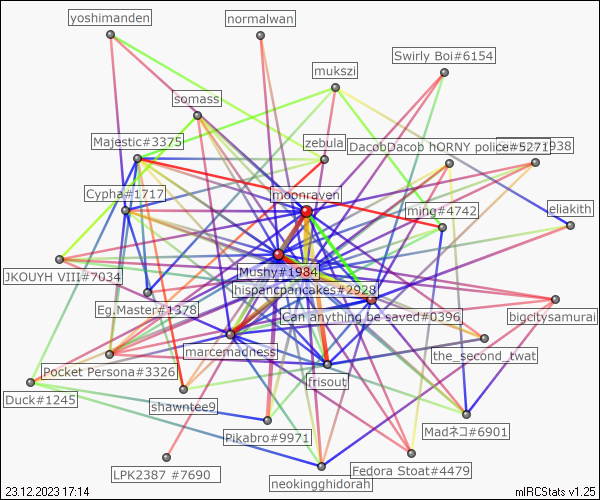 yoshimanden
normalwan
Swirly Boi#6154
mukszi
somass
Majestic#3375
zebula
DacobDacob hORNY police#5271
1938
Cypha#1717
moonraven
ming#4742
eliakith
JKOUYH VIII#7034
Mushy#1984
hispancpancakes#2928
Eg.Master#1378
Can anything be saved#0396
bigcitysamurai
marcemadness
the_second_twat
Pocket Persona#3326
frisout
Duck#1245
shawntee9
Pikabro#9971
Madネコ#6901
LPK2387 #7690
Fedora Stoat#4479
neokingghidorah
23.12.2023 17:14
mIRCStats v1.25